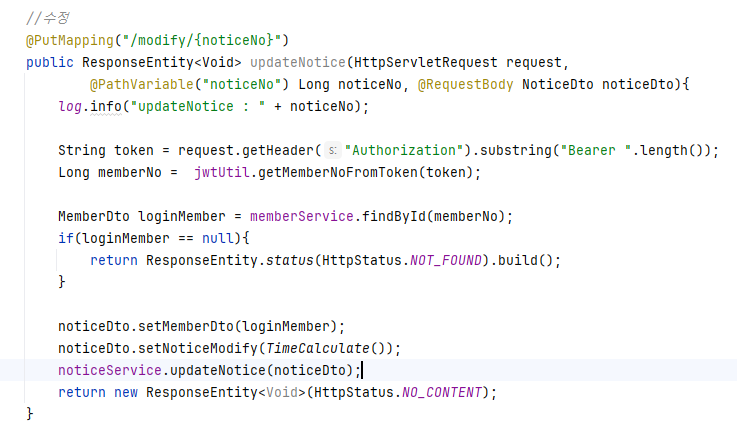 //수정
@PutMapping("/modify/{noticeNo}")
public ResponseEntity<Void> updateNotice(HttpServletRequest request,
@PathVariable("noticeNo") Long noticeNo, @RequestBody NoticeDto noticeDto){
log.info("updateNotice : " + noticeNo);
String token = request.getHeader( s: "Authorization").substring("Bearer ".length());
Long memberNo =  jwtUtil.getMemberNoFromToken(token);
MemberDto loginMember = memberService.findById(memberNo);
if(loginMember == null){
return ResponseEntity.status(HttpStatus.NOT_FOUND).build();
}
noticeDto.setMemberDto(loginMember);
noticeDto.setNoticeModify(TimeCalculate());
noticeService.updateNotice(noticeDto);
return new ResponseEntity<Void>(HttpStatus.NO_CONTENT);
}